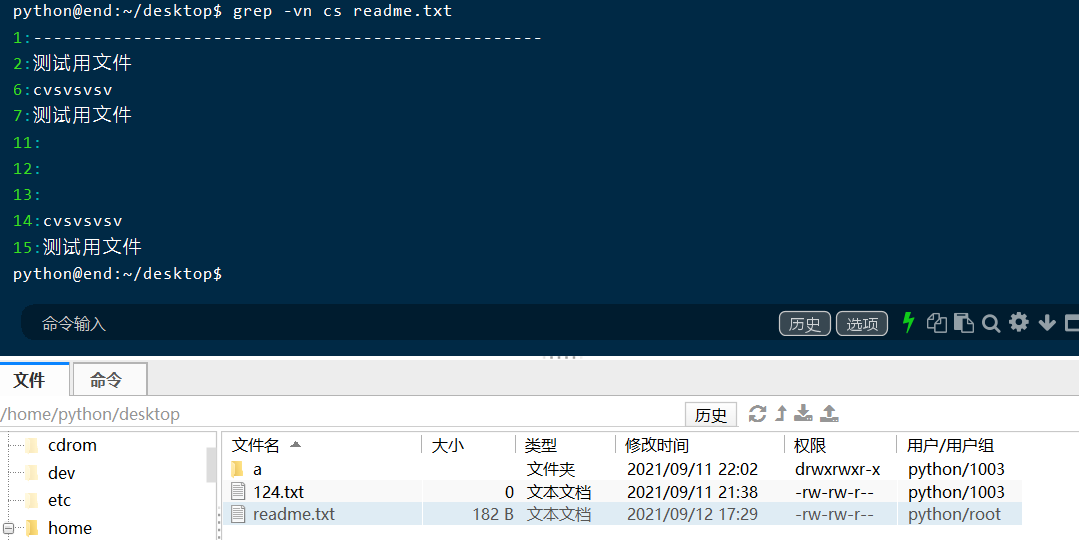 python@end:~/desktop$ grep -vn cs readme.txt
1:---------------------------------------------------
2:测试用文件
6:cvsvsvsv
7:测试用文件
11:
12:
13:
14:cvsvsvsv
15:测试用文件
python@end:~/desktop$
命令输入 历史 选项
文件 命令
/home/python/desktop 历史
cdrom
dev
etc
home
文件名 大小 类型 修改时间 权限 用户/用户组
a 文件夹 2021/09/11 22:02 drwxrwxr-x python/1003
124.txt 0 文本文档 2021/09/11 21:38 -rw-rw-r-- python/1003
readme.txt 182 B 文本文档 2021/09/12 17:29 -rw-rw-r-- python/root